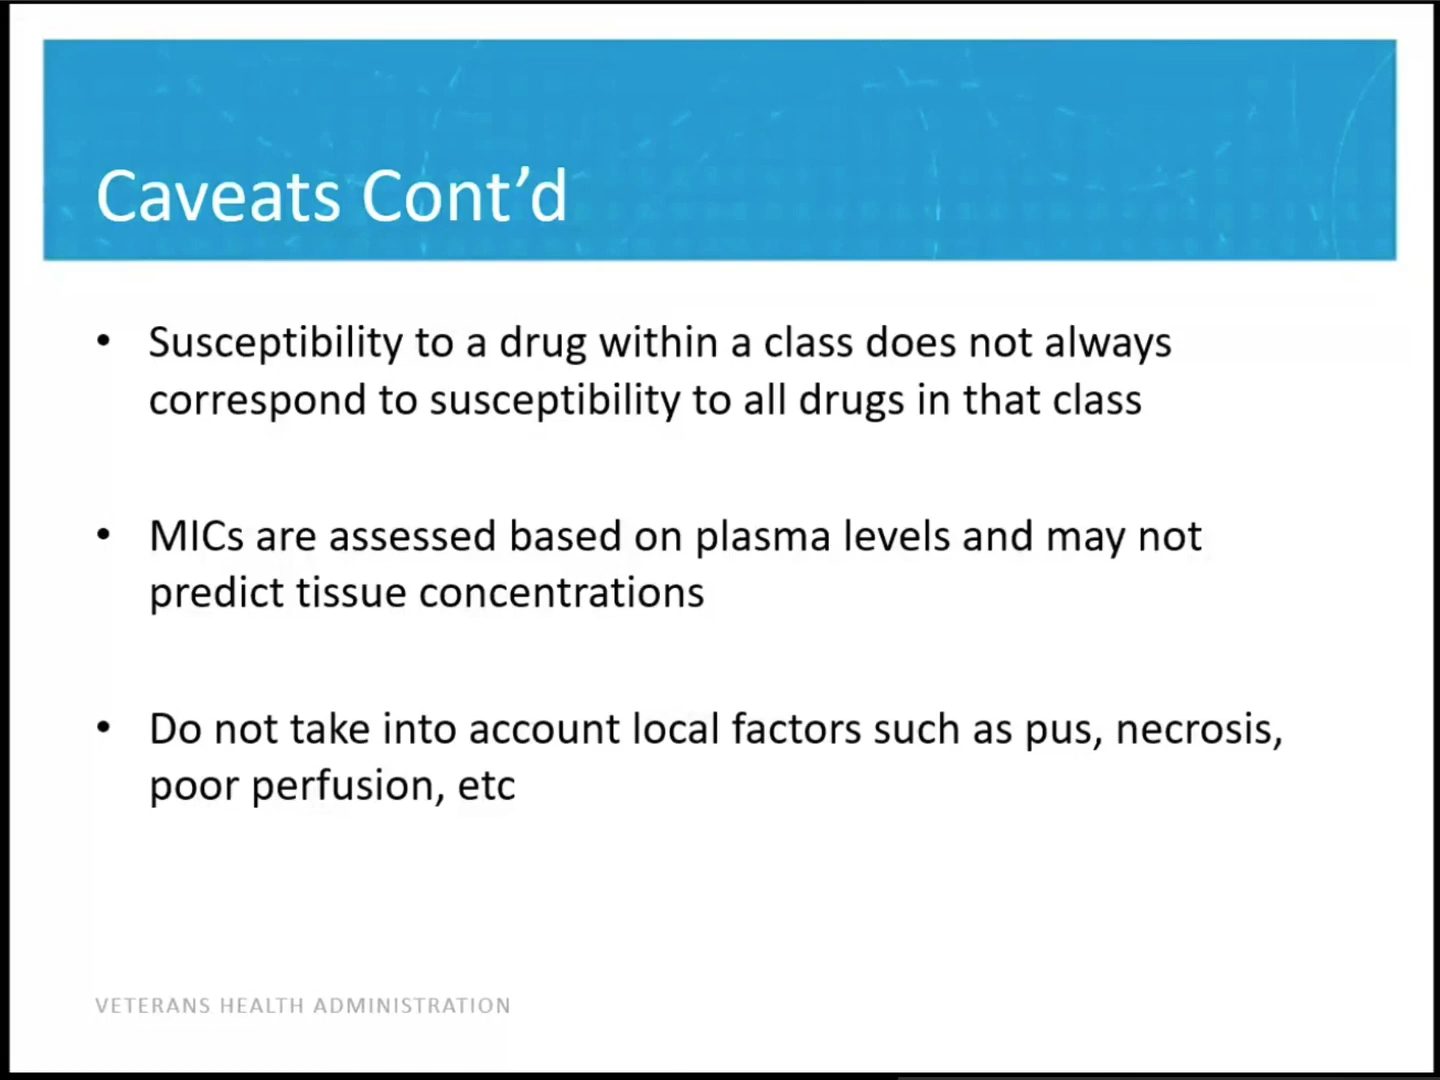 Caveats Cont’d
• Susceptibility to a drug within a class does not always
correspond to susceptibility to all drugs in that class
• MICs are assessed based on plasma levels and may not
predict tissue concentrations
• Do not take into account local factors such as pus, necrosis,
poor perfusion, etc
VETERANS HEALTH ADMINISTRATION